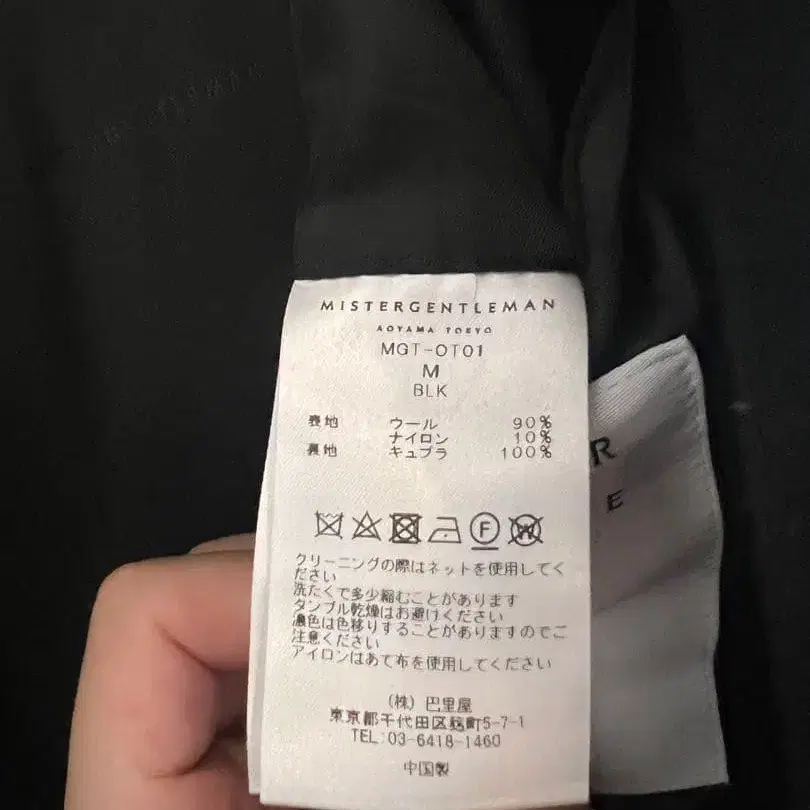 MISTERGENTLEMAN
AOYAMA TOKYO
MGT-OT01
M
BLK
表地 ウール 90%
ナイロン 10%
裏地 キュプラ 100%
F W
クリーニングの際はネットを使用してく
ださい
洗たくで多少縮むことがあります
タンブル乾燥はお避けください
濃色は色移りすることがありますのでご
注意ください
アイロンはあて布を使用してください
(株) 巴里屋
東京都千代田区麹町5-7-1
TEL:03-6418-1460
中国製
R
E